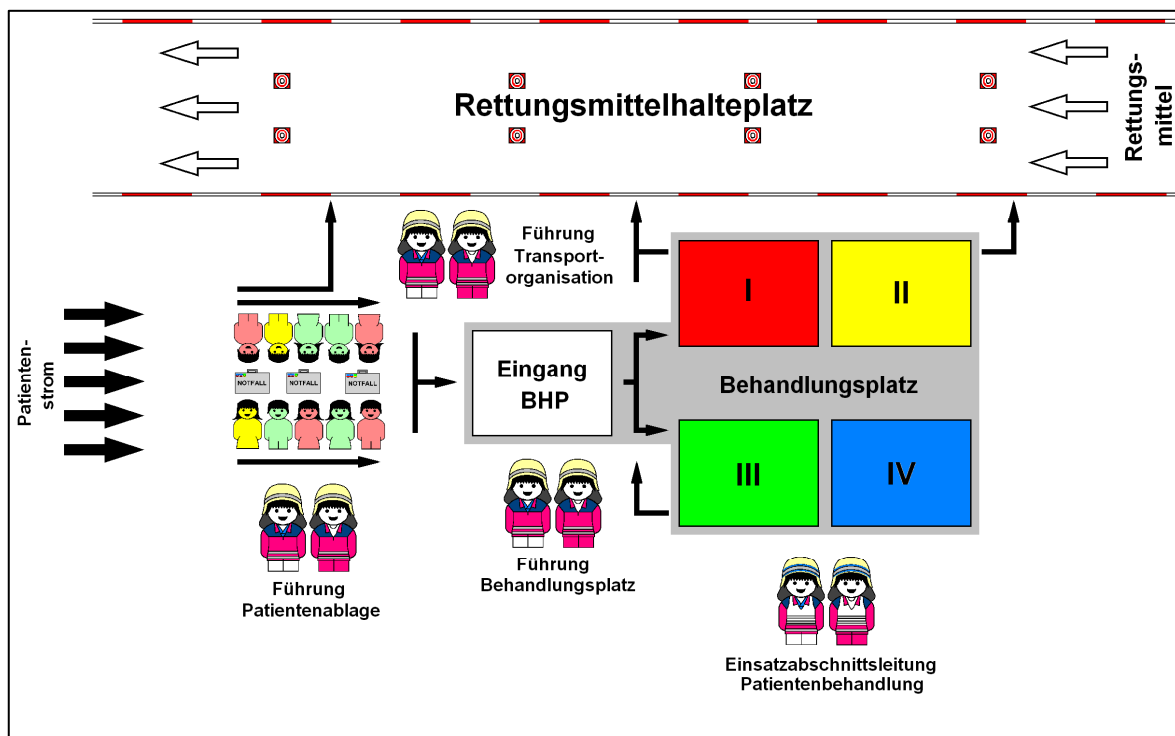 Rettungsmittelhalteplatz
Rettungs-
mittel
Patienten-
strom
Führung
Transport-
organisation
I
II
NOTFALL
NOTFALL
NOTFALL
Eingang
BHP
Behandlungsplatz
III
IV
Führung
Patientenablage
Führung
Behandlungsplatz
Einsatzabschnittsleitung
Patientenbehandlung